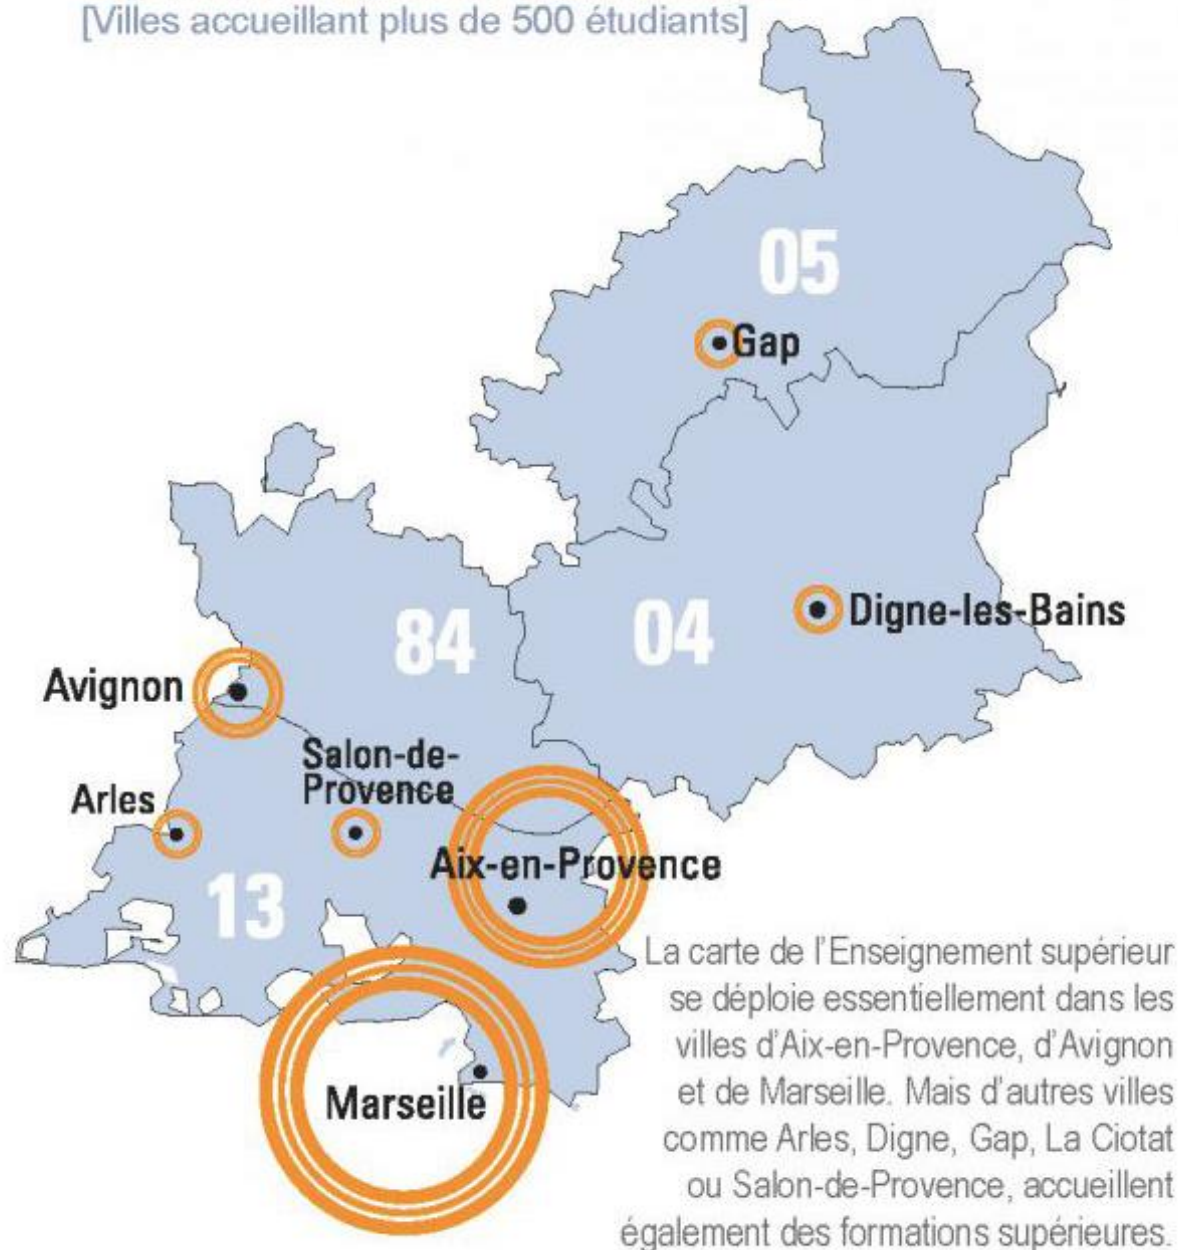 [Villes accueillant plus de 500 étudiants]
05
Gap
84
04
Digne-les-Bains
Avignon
Salon-de-
Provence
Arles
Aix-en-Provence
13
Marseille
La carte de l'Enseignement supérieur
se déploie essentiellement dans les
villes d'Aix-en-Provence, d'Avignon
et de Marseille. Mais d'autres villes
comme Arles, Digne, Gap, La Ciotat
ou Salon-de-Provence, accueillent
également des formations supérieures.